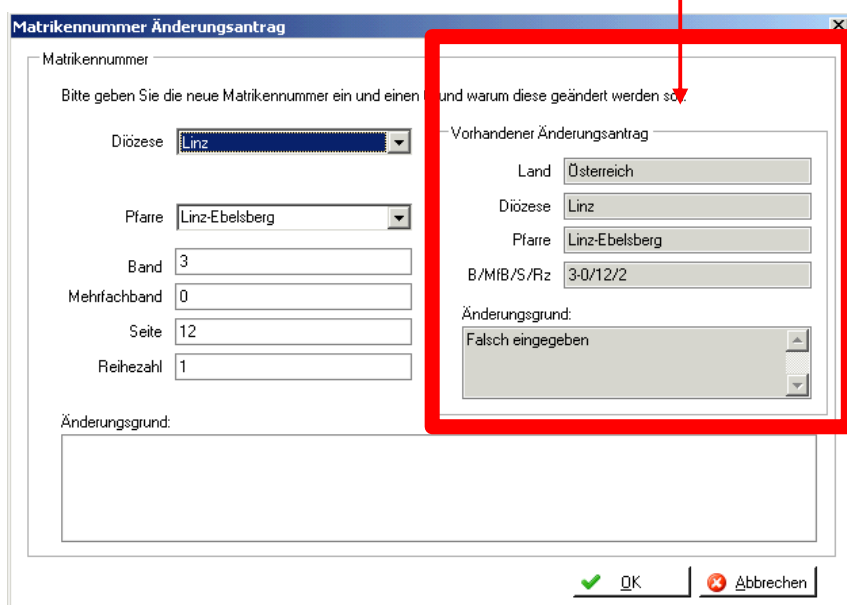 Matrikennummer Änderungsantrag
Matrikennummer
Bitte geben Sie die neue Matrikennummer ein und einen und warum diese geändert werden
Diözese Linz
Pfarre Linz-Ebelsberg
Band 3
Mehrfachband 0
Seite 12
Reihezahl 1
Vorhandener Änderungsantrag
Land Österreich
Diözese Linz
Pfarre Linz-Ebelsberg
B/MfB/S/Rz 3-0/12/2
Änderungsgrund:
Falsch eingegeben
Änderungsgrund:
OK
Abbrechen